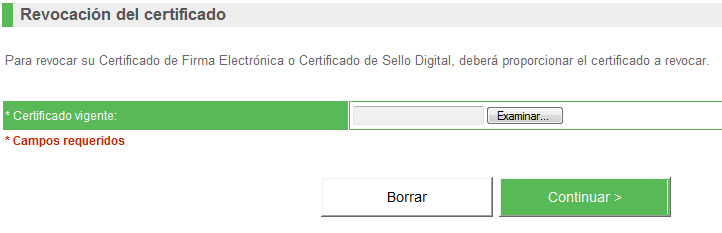 Revocación del certificado
Para revocar su Certificado de Firma Electrónica o Certificado de Sello Digital, deberá proporcionar el certificado a revocar.
* Certificado vigente:
Examinar...
* Campos requeridos
Borrar
Continuar >